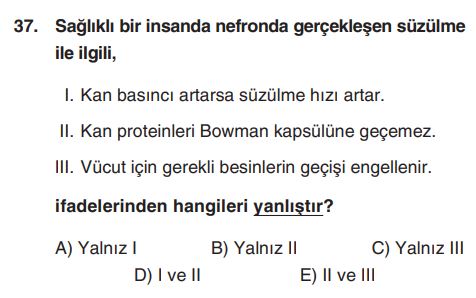 37. Sağlıklı bir insanda nefronda gerçekleşen süzülme
ile ilgili,
I. Kan basıncı artarsa süzülme hızı artar.
II. Kan proteinleri Bowman kapsülüne geçemez.
III. Vücut için gerekli besinlerin geçişi engellenir.
ifadelerinden hangileri yanlıştır?
A) Yalnız I B) Yalnız II C) Yalnız III
D) I ve II E) II ve III